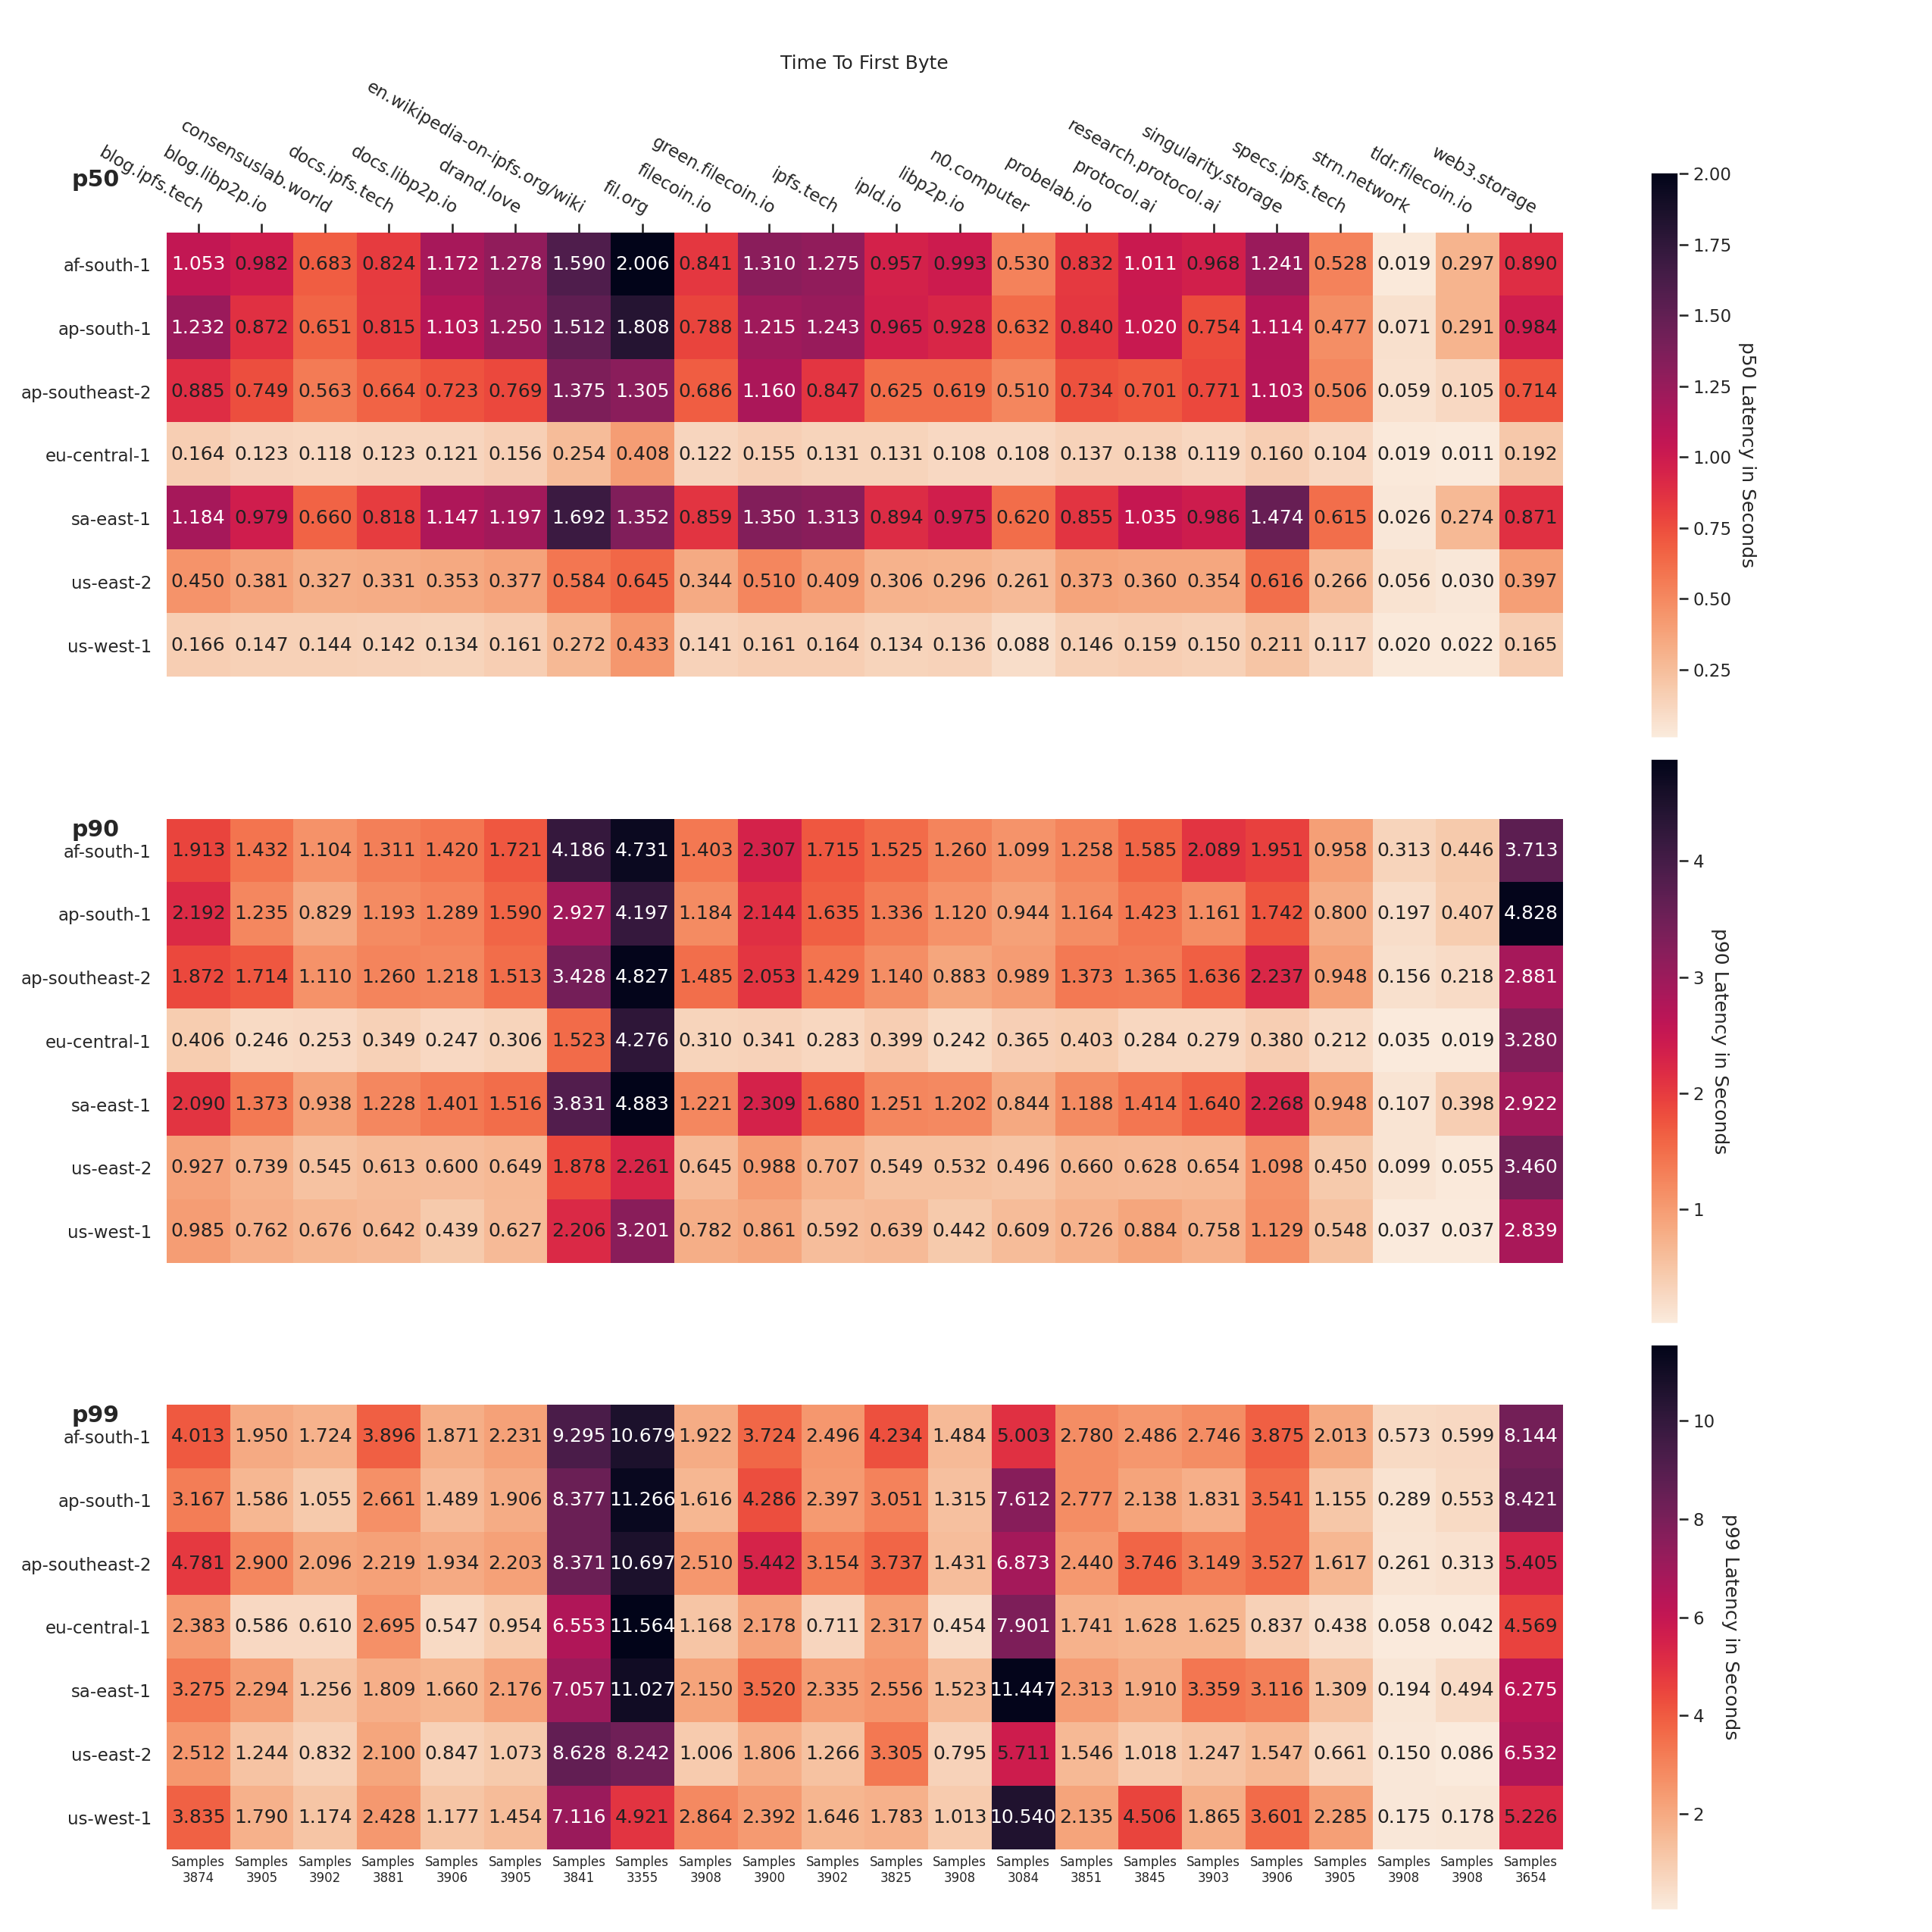 Time To First Byte
p50
blog.ipfs.tech
blog.libp2p.io
consensuslab.world
docs.ipfs.tech
docs.libp2p.io
drand.love
en.wikipedia-on-ipfs.org/wiki
fil.org
filecoin.io
green.filecoin.io
ipfs.tech
ipld.io
libp2p.io
n0.computer
probelab.io
protocol.ai
research.protocol.ai
singularity.storage
specs.ipfs.tech
strn.network
tldr.filecoin.io
web3.storage
af-south-1 1.053 0.982 0.683 0.824 1.172 1.278 1.590 2.006 0.841 1.310 1.275 0.957 0.993 0.530 0.832 1.011 0.968 1.241 0.528 0.019 0.297 0.890
ap-south-1 1.232 0.872 0.651 0.815 1.103 1.250 1.512 1.808 0.788 1.215 1.243 0.965 0.928 0.632 0.840 1.020 0.754 1.114 0.477 0.071 0.291 0.984
ap-southeast-2 0.885 0.749 0.563 0.664 0.723 0.769 1.375 1.305 0.686 1.160 0.847 0.625 0.619 0.510 0.734 0.701 0.771 1.103 0.506 0.059 0.105 0.714
eu-central-1 0.164 0.123 0.118 0.123 0.121 0.156 0.254 0.408 0.122 0.155 0.131 0.131 0.108 0.108 0.137 0.138 0.119 0.160 0.104 0.019 0.011 0.192
sa-east-1 1.184 0.979 0.660 0.818 1.147 1.197 1.692 1.352 0.859 1.350 1.313 0.894 0.975 0.620 0.855 1.035 0.986 1.474 0.615 0.026 0.274 0.871
us-east-2 0.450 0.381 0.327 0.331 0.353 0.377 0.584 0.645 0.344 0.510 0.409 0.306 0.296 0.261 0.373 0.360 0.354 0.616 0.266 0.056 0.030 0.397
us-west-1 0.166 0.147 0.144 0.142 0.134 0.161 0.272 0.433 0.141 0.161 0.164 0.134 0.136 0.088 0.146 0.159 0.150 0.211 0.117 0.020 0.022 0.165
2.00
1.75
1.50
1.25
1.00
0.75
0.50
0.25
p50 Latency in Seconds
p90
af-south-1 1.913 1.432 1.104 1.311 1.420 1.721 4.186 4.731 1.403 2.307 1.715 1.525 1.260 1.099 1.258 1.585 2.089 1.951 0.958 0.313 0.446 3.713
ap-south-1 2.192 1.235 0.829 1.193 1.289 1.590 2.927 4.197 1.184 2.144 1.635 1.336 1.120 0.944 1.164 1.423 1.161 1.742 0.800 0.197 0.407 4.828
ap-southeast-2 1.872 1.714 1.110 1.260 1.218 1.513 3.428 4.827 1.485 2.053 1.429 1.140 0.883 0.989 1.373 1.365 1.636 2.237 0.948 0.156 0.218 2.881
eu-central-1 0.406 0.246 0.253 0.349 0.247 0.306 1.523 4.276 0.310 0.341 0.283 0.399 0.242 0.365 0.403 0.284 0.279 0.380 0.212 0.035 0.019 3.280
sa-east-1 2.090 1.373 0.938 1.228 1.401 1.516 3.831 4.883 1.221 2.309 1.680 1.251 1.202 0.844 1.188 1.414 1.640 2.268 0.948 0.107 0.398 2.922
us-east-2 0.927 0.739 0.545 0.613 0.600 0.649 1.878 2.261 0.645 0.988 0.707 0.549 0.532 0.496 0.660 0.628 0.654 1.098 0.450 0.099 0.055 3.460
us-west-1 0.985 0.762 0.676 0.642 0.439 0.627 2.206 3.201 0.782 0.861 0.592 0.639 0.442 0.609 0.726 0.884 0.758 1.129 0.548 0.037 0.037 2.839
4
3
2
1
p90 Latency in Seconds
p99
af-south-1 4.013 1.950 1.724 3.896 1.871 2.231 9.295 10.679 1.922 3.724 2.496 4.234 1.484 5.003 2.780 2.486 2.746 3.875 2.013 0.573 0.599 8.144
ap-south-1 3.167 1.586 1.055 2.661 1.489 1.906 8.377 11.266 1.616 4.286 2.397 3.051 1.315 7.612 2.777 2.138 1.831 3.541 1.155 0.289 0.553 8.421
ap-southeast-2 4.781 2.900 2.096 2.219 1.934 2.203 8.371 10.697 2.510 5.442 3.154 3.737 1.431 6.873 2.440 3.746 3.149 3.527 1.617 0.261 0.313 5.405
eu-central-1 2.383 0.586 0.610 2.695 0.547 0.954 6.553 11.564 1.168 2.178 0.711 2.317 0.454 7.901 1.741 1.628 1.625 0.837 0.438 0.058 0.042 4.569
sa-east-1 3.275 2.294 1.256 1.809 1.660 2.176 7.057 11.027 2.150 3.520 2.335 2.556 1.523 11.447 2.313 1.910 3.359 3.116 1.309 0.194 0.494 6.275
us-east-2 2.512 1.244 0.832 2.100 0.847 1.073 8.628 8.242 1.006 1.806 1.266 3.305 0.795 5.711 1.546 1.018 1.247 1.547 0.661 0.150 0.086 6.532
us-west-1 3.835 1.790 1.174 2.428 1.177 1.454 7.116 4.921 2.864 2.392 1.646 1.783 1.013 10.540 2.135 4.506 1.865 3.601 2.285 0.175 0.178 5.226
Samples Samples Samples Samples Samples Samples Samples Samples Samples Samples Samples Samples Samples Samples Samples Samples Samples Samples Samples Samples Samples Samples
3874 3905 3902 3881 3906 3905 3841 3355 3908 3900 3902 3825 3908 3084 3851 3845 3903 3906 3905 3908 3908 3654
10
8
6
4
2
p99 Latency in Seconds